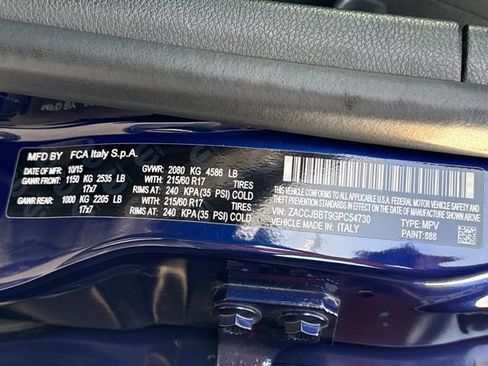 MFD BY FCA Italy S.p.A.
DATE OF MFR: 10/15 GVWR: 2080 KG 4586 LB
GAWR FRONT: 1150 KG 2535 LB WITH: 215/60 R17 TIRES
17x7 RIMS AT: 240 KPA(35 PSI) COLD
GAWR REAR: 1000 KG 2205 LB WITH: 215/60 R17 TIRES
17x7 RIMS AT: 240 KPA (35 PSI) COLD
THIS VEHICLE CONFORMS TO ALL APPLICABLE
U.S.A. FEDERAL MOTOR VEHICLE SAFETY, BUMPER AND
THEFT PREVENTION STANDARDS IN EFFECT ON THE DATE
OF MANUFACTURE SHOWN ABOVE.
VIN: ZACCJBBT9GPC54730 TYPE: MPV
VEHICLE MADE IN: ITALY PAINT: 888